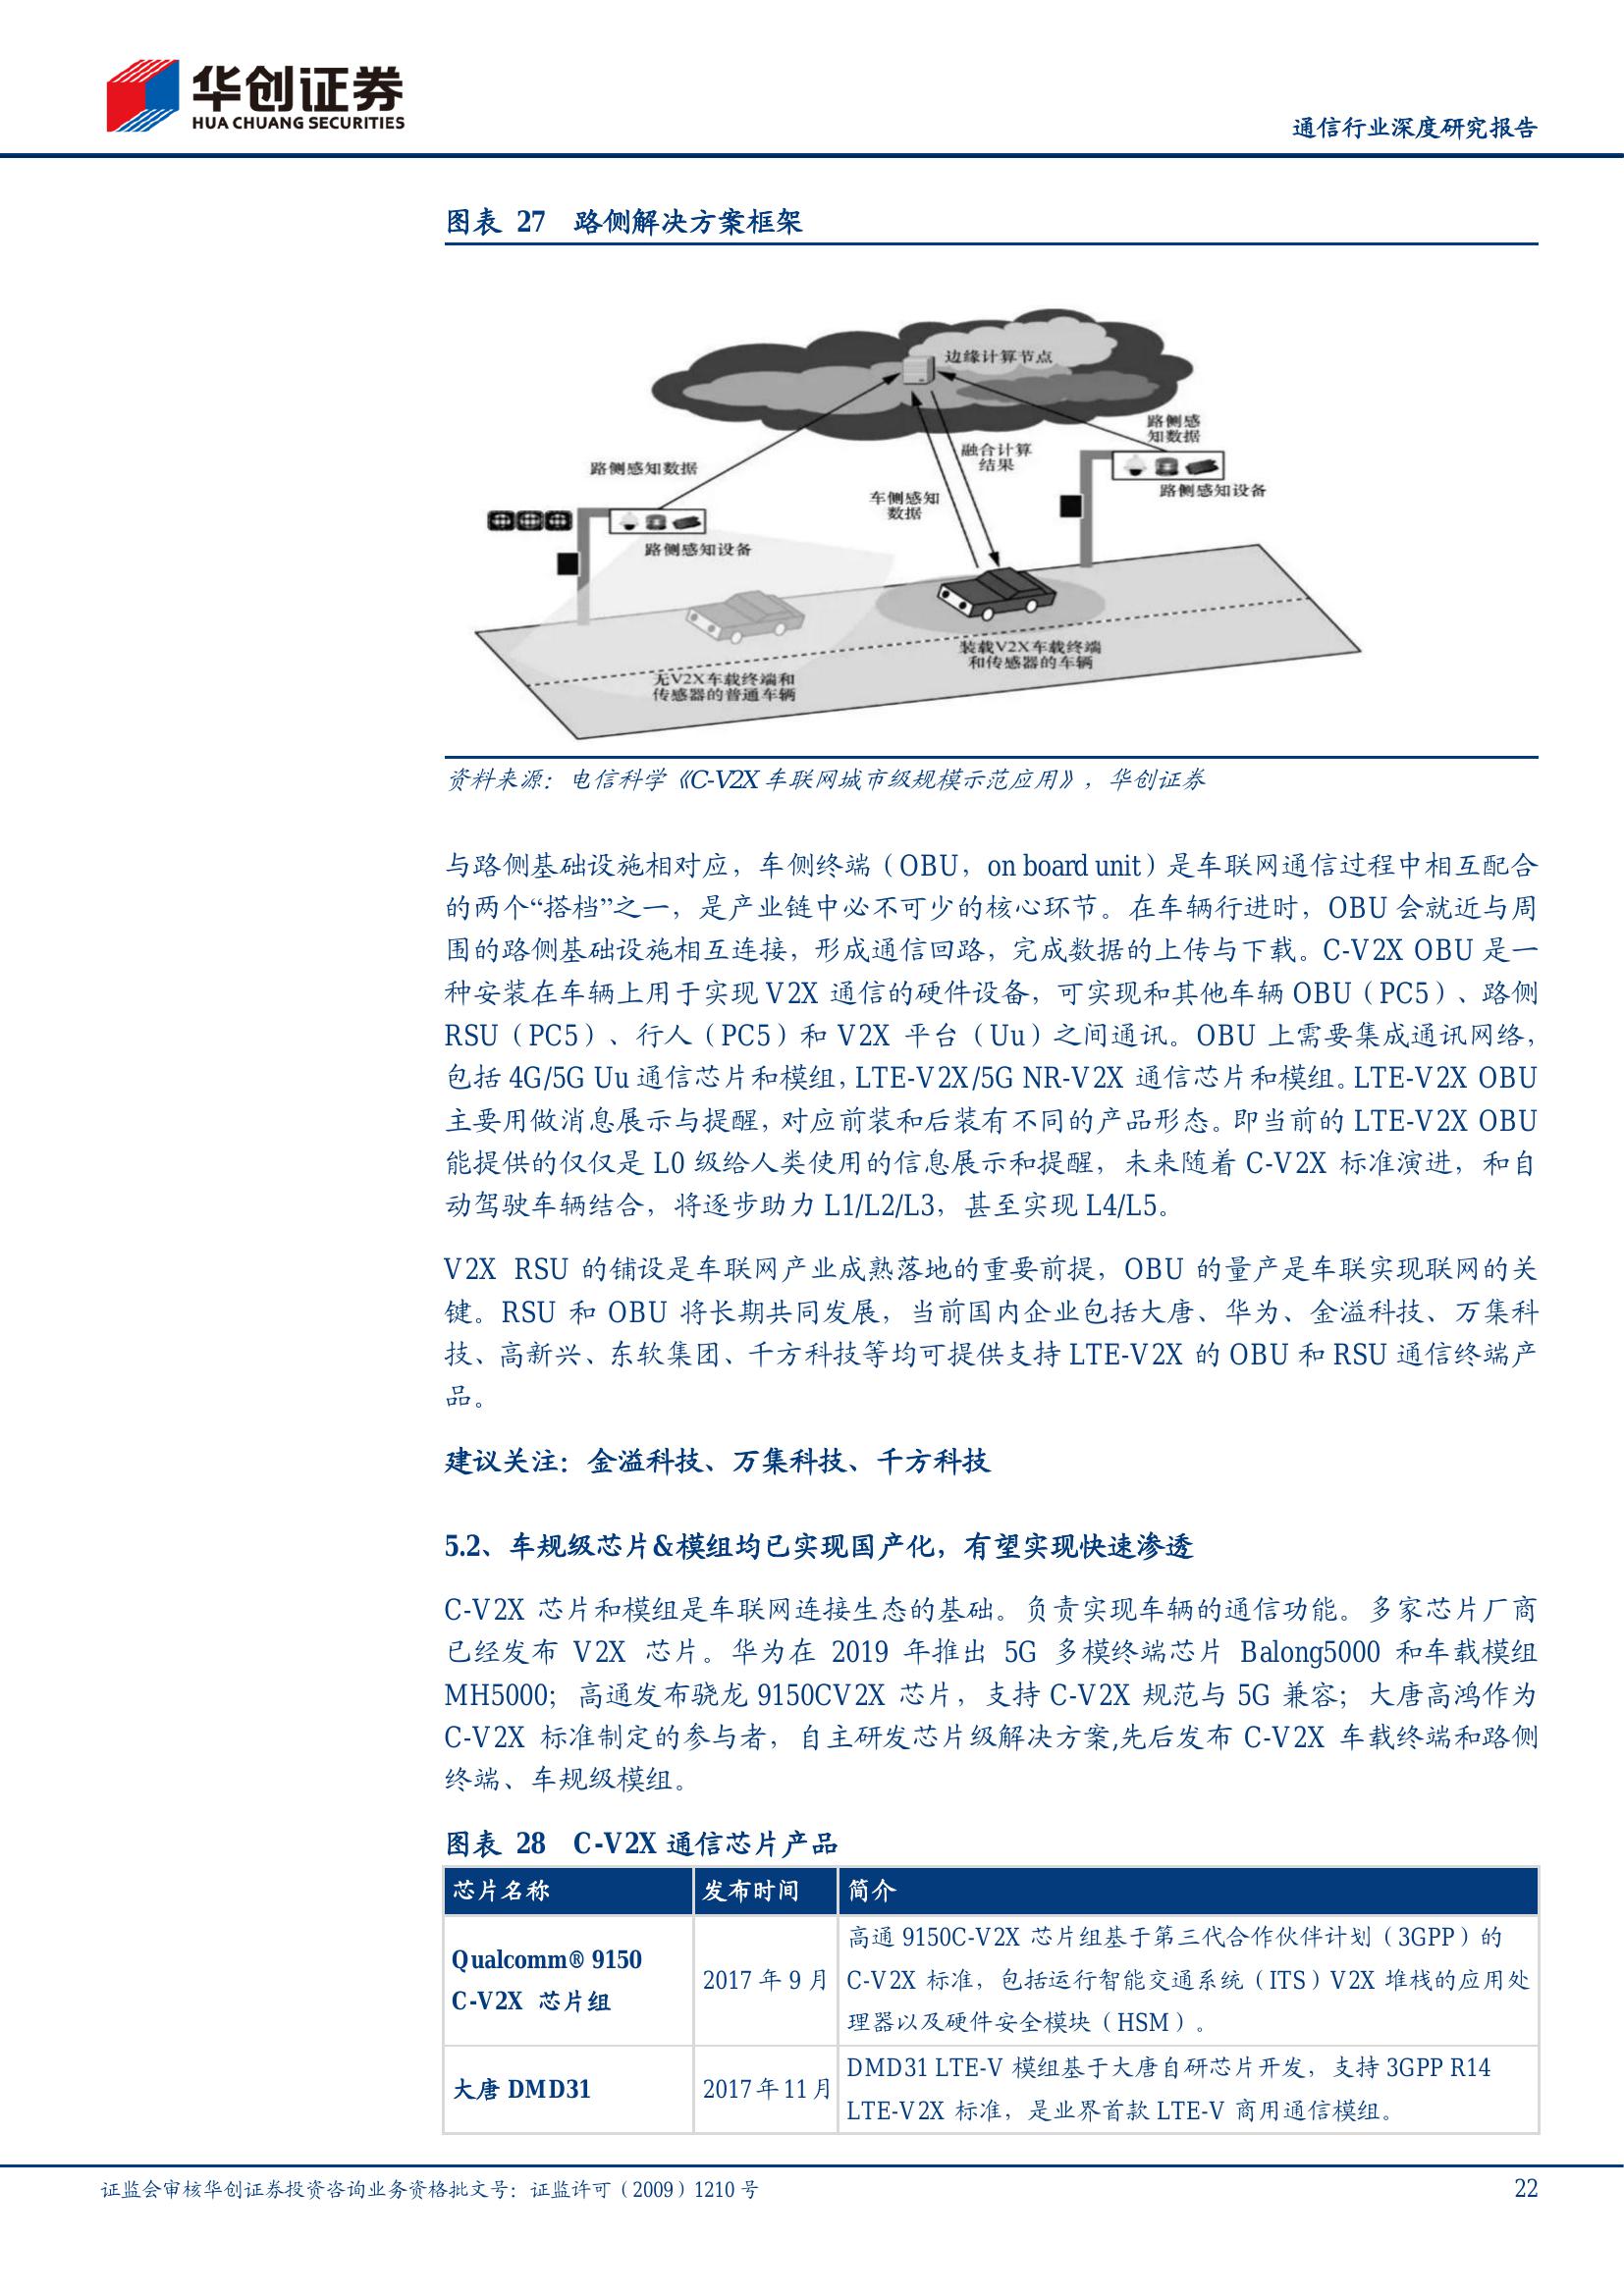 华创证券
HUA CHUANG SECURITIES
通信行业深度研究报告
图表 27 路侧解决方案框架
边缘计算节点
路侧感
知数据
融合计算
结果
路侧感知数据
路侧感知设备
车侧感知
数据
路侧感知设备
装载V2X车载终端
和传感器的车辆
无V2X车载终端和
传感器的普通车辆
资料来源：电信科学《C-V2X 车联网城市级规模示范应用》，华创证券
与路侧基础设施相对应，车侧终端（OBU，on board unit）是车联网通信过程中相互配合
的两个“搭档”之一，是产业链中必不可少的核心环节。在车辆行进时，OBU 会就近与周
围的路侧基础设施相互连接，形成通信回路，完成数据的上传与下载。C-V2X OBU 是一
种安装在车辆上用于实现 V2X 通信的硬件设备，可实现和其他车辆 OBU（PC5）、路侧
RSU（PC5）、行人（PC5）和 V2X 平台（Uu）之间通讯。OBU 上需要集成通讯网络，
包括 4G/5G Uu 通信芯片和模组，LTE-V2X/5G NR-V2X 通信芯片和模组。LTE-V2X OBU
主要用做消息展示与提醒，对应前装和后装有不同的产品形态。即当前的 LTE-V2X OBU
能提供的仅仅是 L0 级给人类使用的信息展示和提醒，未来随着 C-V2X 标准演进，和自
动驾驶车辆结合，将逐步助力 L1/L2/L3，甚至实现 L4/L5。
V2X RSU 的铺设是车联网产业成熟落地的重要前提，OBU 的量产是车联实现联网的关
键。RSU 和 OBU 将长期共同发展，当前国内企业包括大唐、华为、金溢科技、万集科
技、高新兴、东软集团、千方科技等均可提供支持 LTE-V2X 的 OBU 和 RSU 通信终端产
品。
建议关注：金溢科技、万集科技、千方科技
5.2、车规级芯片&模组均已实现国产化，有望实现快速渗透
C-V2X 芯片和模组是车联网连接生态的基础。负责实现车辆的通信功能。多家芯片厂商
已经发布 V2X 芯片。华为在 2019 年推出 5G 多模终端芯片 Balong5000 和车载模组
MH5000；高通发布骁龙 9150CV2X 芯片，支持 C-V2X 规范与 5G 兼容；大唐高鸿作为
C-V2X 标准制定的参与者，自主研发芯片级解决方案,先后发布 C-V2X 车载终端和路侧
终端、车规级模组。
图表 28 C-V2X 通信芯片产品
芯片名称 发布时间 简介
Qualcomm® 9150
C-V2X 芯片组
2017 年 9 月
高通 9150C-V2X 芯片组基于第三代合作伙伴计划（3GPP）的
C-V2X 标准，包括运行智能交通系统（ITS）V2X 堆栈的应用处
理器以及硬件安全模块（HSM）。
大唐 DMD31
2017 年 11 月
DMD31 LTE-V 模组基于大唐自研芯片开发，支持 3GPP R14
LTE-V2X 标准，是业界首款 LTE-V 商用通信模组。
证监会审核华创证券投资咨询业务资格批文号：证监许可（2009）1210 号
22